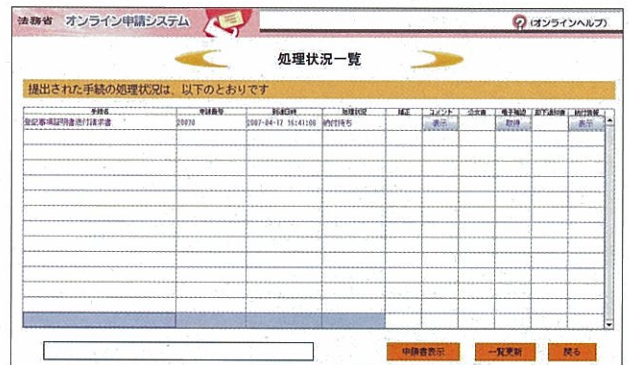 法務省 オンライン申請システム
(オンラインヘルプ)
処理状況一覧
提出された手続の処理状況は、以下のとおりです
手続名 申請番号 到達日時 処理状況 補正 コメント 公文書 電子確認 却下通知書 納付情報
登記事項証明書送付請求書 2007-04-17 16:41:00 納付待ち 表示 取得 表示
申請書表示 一覧更新 戻る